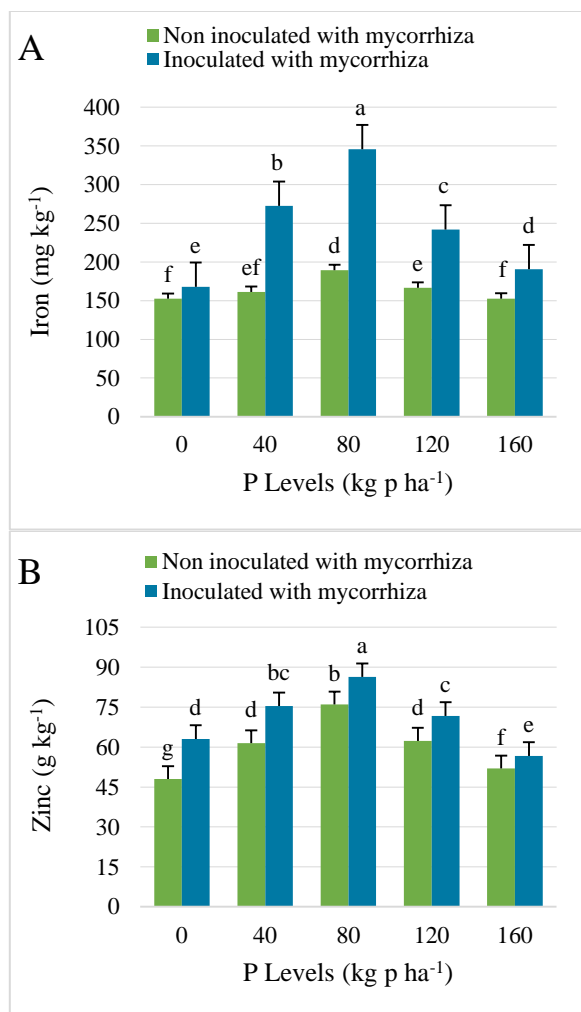 A
Non inoculated with mycorrhiza
Inoculated with mycorrhiza
400
350
300
250
200
150
100
50
0
Iron (mg kg-1)
f e ef b d a e c f d
0 40 80 120 160
P Levels (kg p ha-1)
B
Non inoculated with mycorrhiza
Inoculated with mycorrhiza
105
90
75
60
45
30
15
0
Zinc (g kg-1)
g d d bc b a d c f e
0 40 80 120 160
P Levels (kg p ha-1)